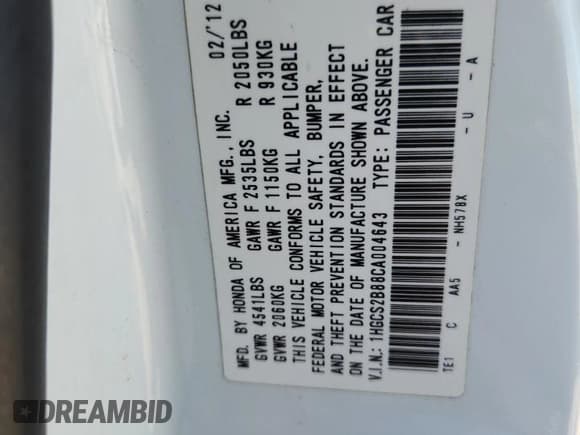 MFD. BY HONDA OF AMERICA MFG., INC. 02/'12
GVWR 4541LBS GAWR F 2535LBS R 2050LBS
GVWR 2060KG GAWR F 1150KG R 930KG
THIS VEHICLE CONFORMS TO ALL APPLICABLE
FEDERAL MOTOR VEHICLE SAFETY, BUMPER,
AND THEFT PREVENTION STANDARDS IN EFFECT
ON THE DATE OF MANUFACTURE SHOWN ABOVE.
V.I.N.: 1HGCS2B88CA004643 TYPE: PASSENGER CAR
TE1 C AA5 - NH578X - U - A
DREAMBID